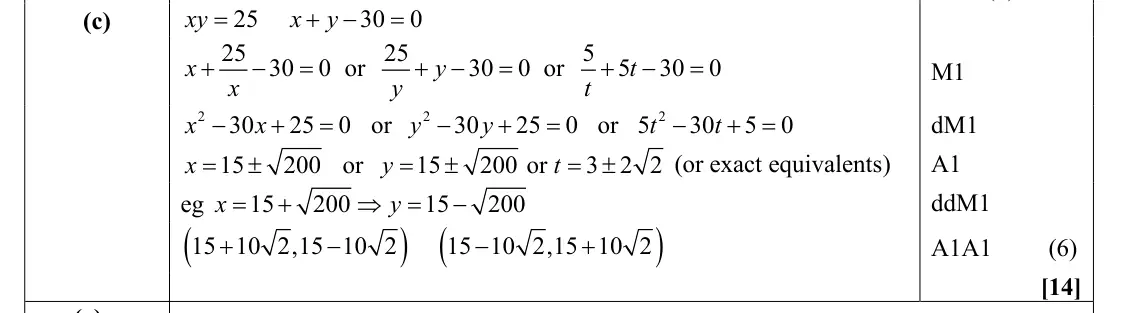 (c) xy = 25 x + y − 30 = 0
x + 25/x − 30 = 0 or 25/y + y − 30 = 0 or 5/t + 5t − 30 = 0 M1
x² − 30x + 25 = 0 or y² − 30y + 25 = 0 or 5t² − 30t + 5 = 0 dM1
x = 15 ± √200 or y = 15 ± √200 or t = 3 ± 2√2 (or exact equivalents) A1
eg x = 15 + √200 ⇒ y = 15 − √200 ddM1
(15 + 10√2, 15 − 10√2) (15 − 10√2, 15 + 10√2) A1A1 (6)
[14]